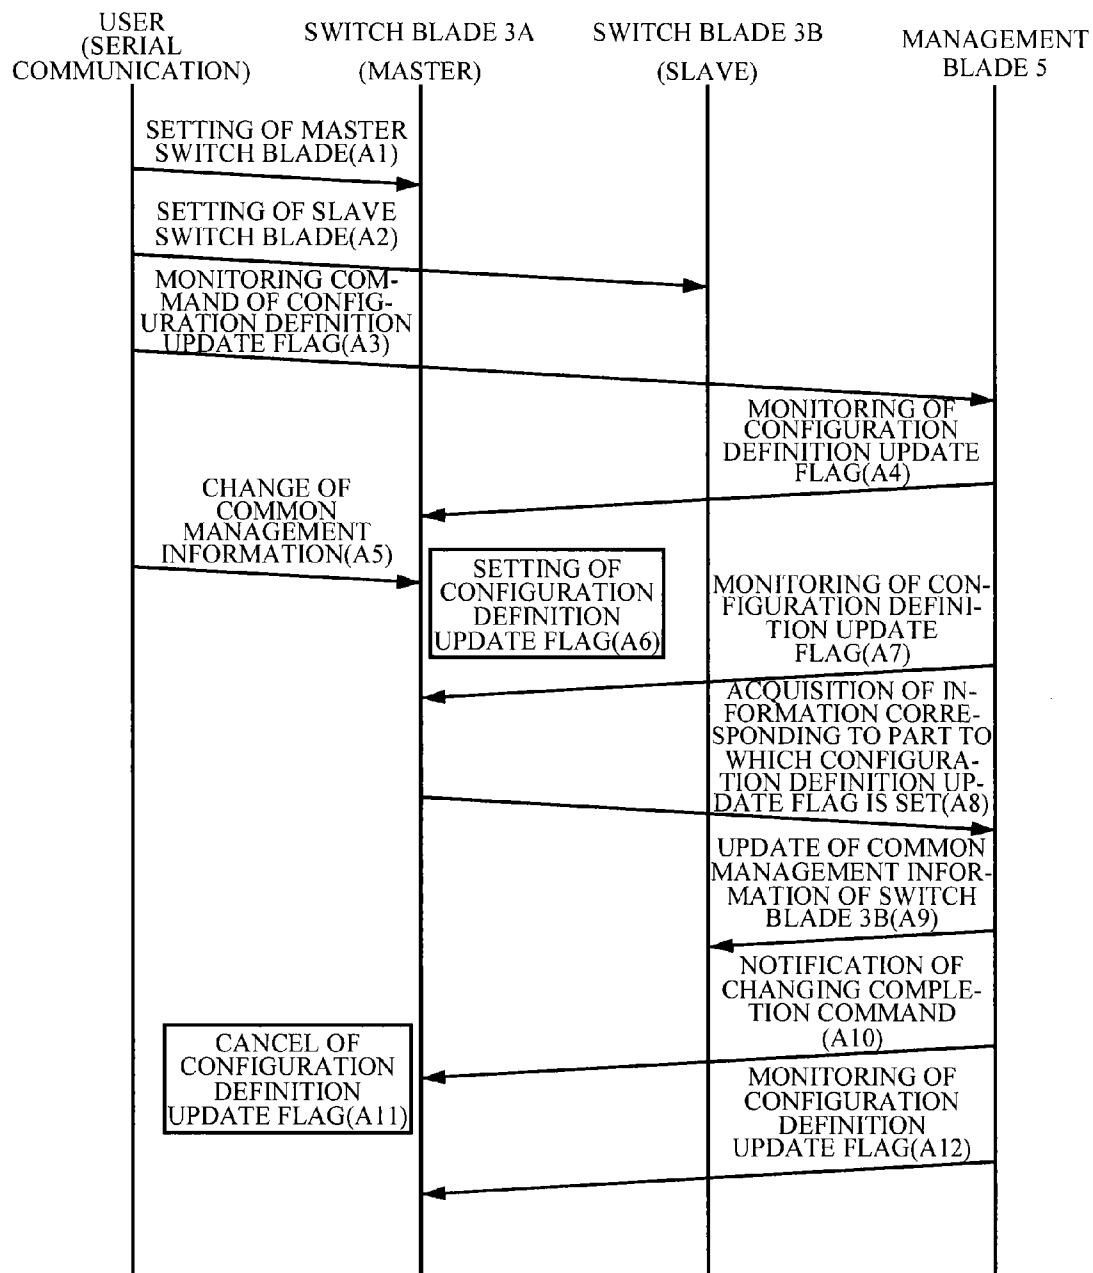 USER
(SERIAL
COMMUNICATION)
SWITCH BLADE 3A
(MASTER)
SWITCH BLADE 3B
(SLAVE)
MANAGEMENT
BLADE 5
SETTING OF MASTER
SWITCH BLADE(A1)
SETTING OF SLAVE
SWITCH BLADE(A2)
MONITORING COM-
MAND OF CONFIG-
URATION DEFINITION
UPDATE FLAG(A3)
MONITORING OF
CONFIGURATION
DEFINITION UPDATE
FLAG(A4)
CHANGE OF
COMMON
MANAGEMENT
INFORMATION(A5)
SETTING OF
CONFIGURATION
DEFINITION
UPDATE FLAG(A6)
MONITORING OF CON-
FIGURATION DEFINI-
TION UPDATE
FLAG(A7)
ACQUISITION OF IN-
FORMATION CORRE-
SPONDING TO PART TO
WHICH CONFIGURA-
TION DEFINITION UP-
DATE FLAG IS SET(A8)
UPDATE OF COMMON
MANAGEMENT INFOR-
MATION OF SWITCH
BLADE 3B(A9)
NOTIFICATION OF
CHANGING COMPLE-
TION COMMAND
(A10)
CANCEL OF
CONFIGURATION
DEFINITION
UPDATE FLAG(A11)
MONITORING OF
CONFIGURATION
DEFINITION
UPDATE FLAG(A12)